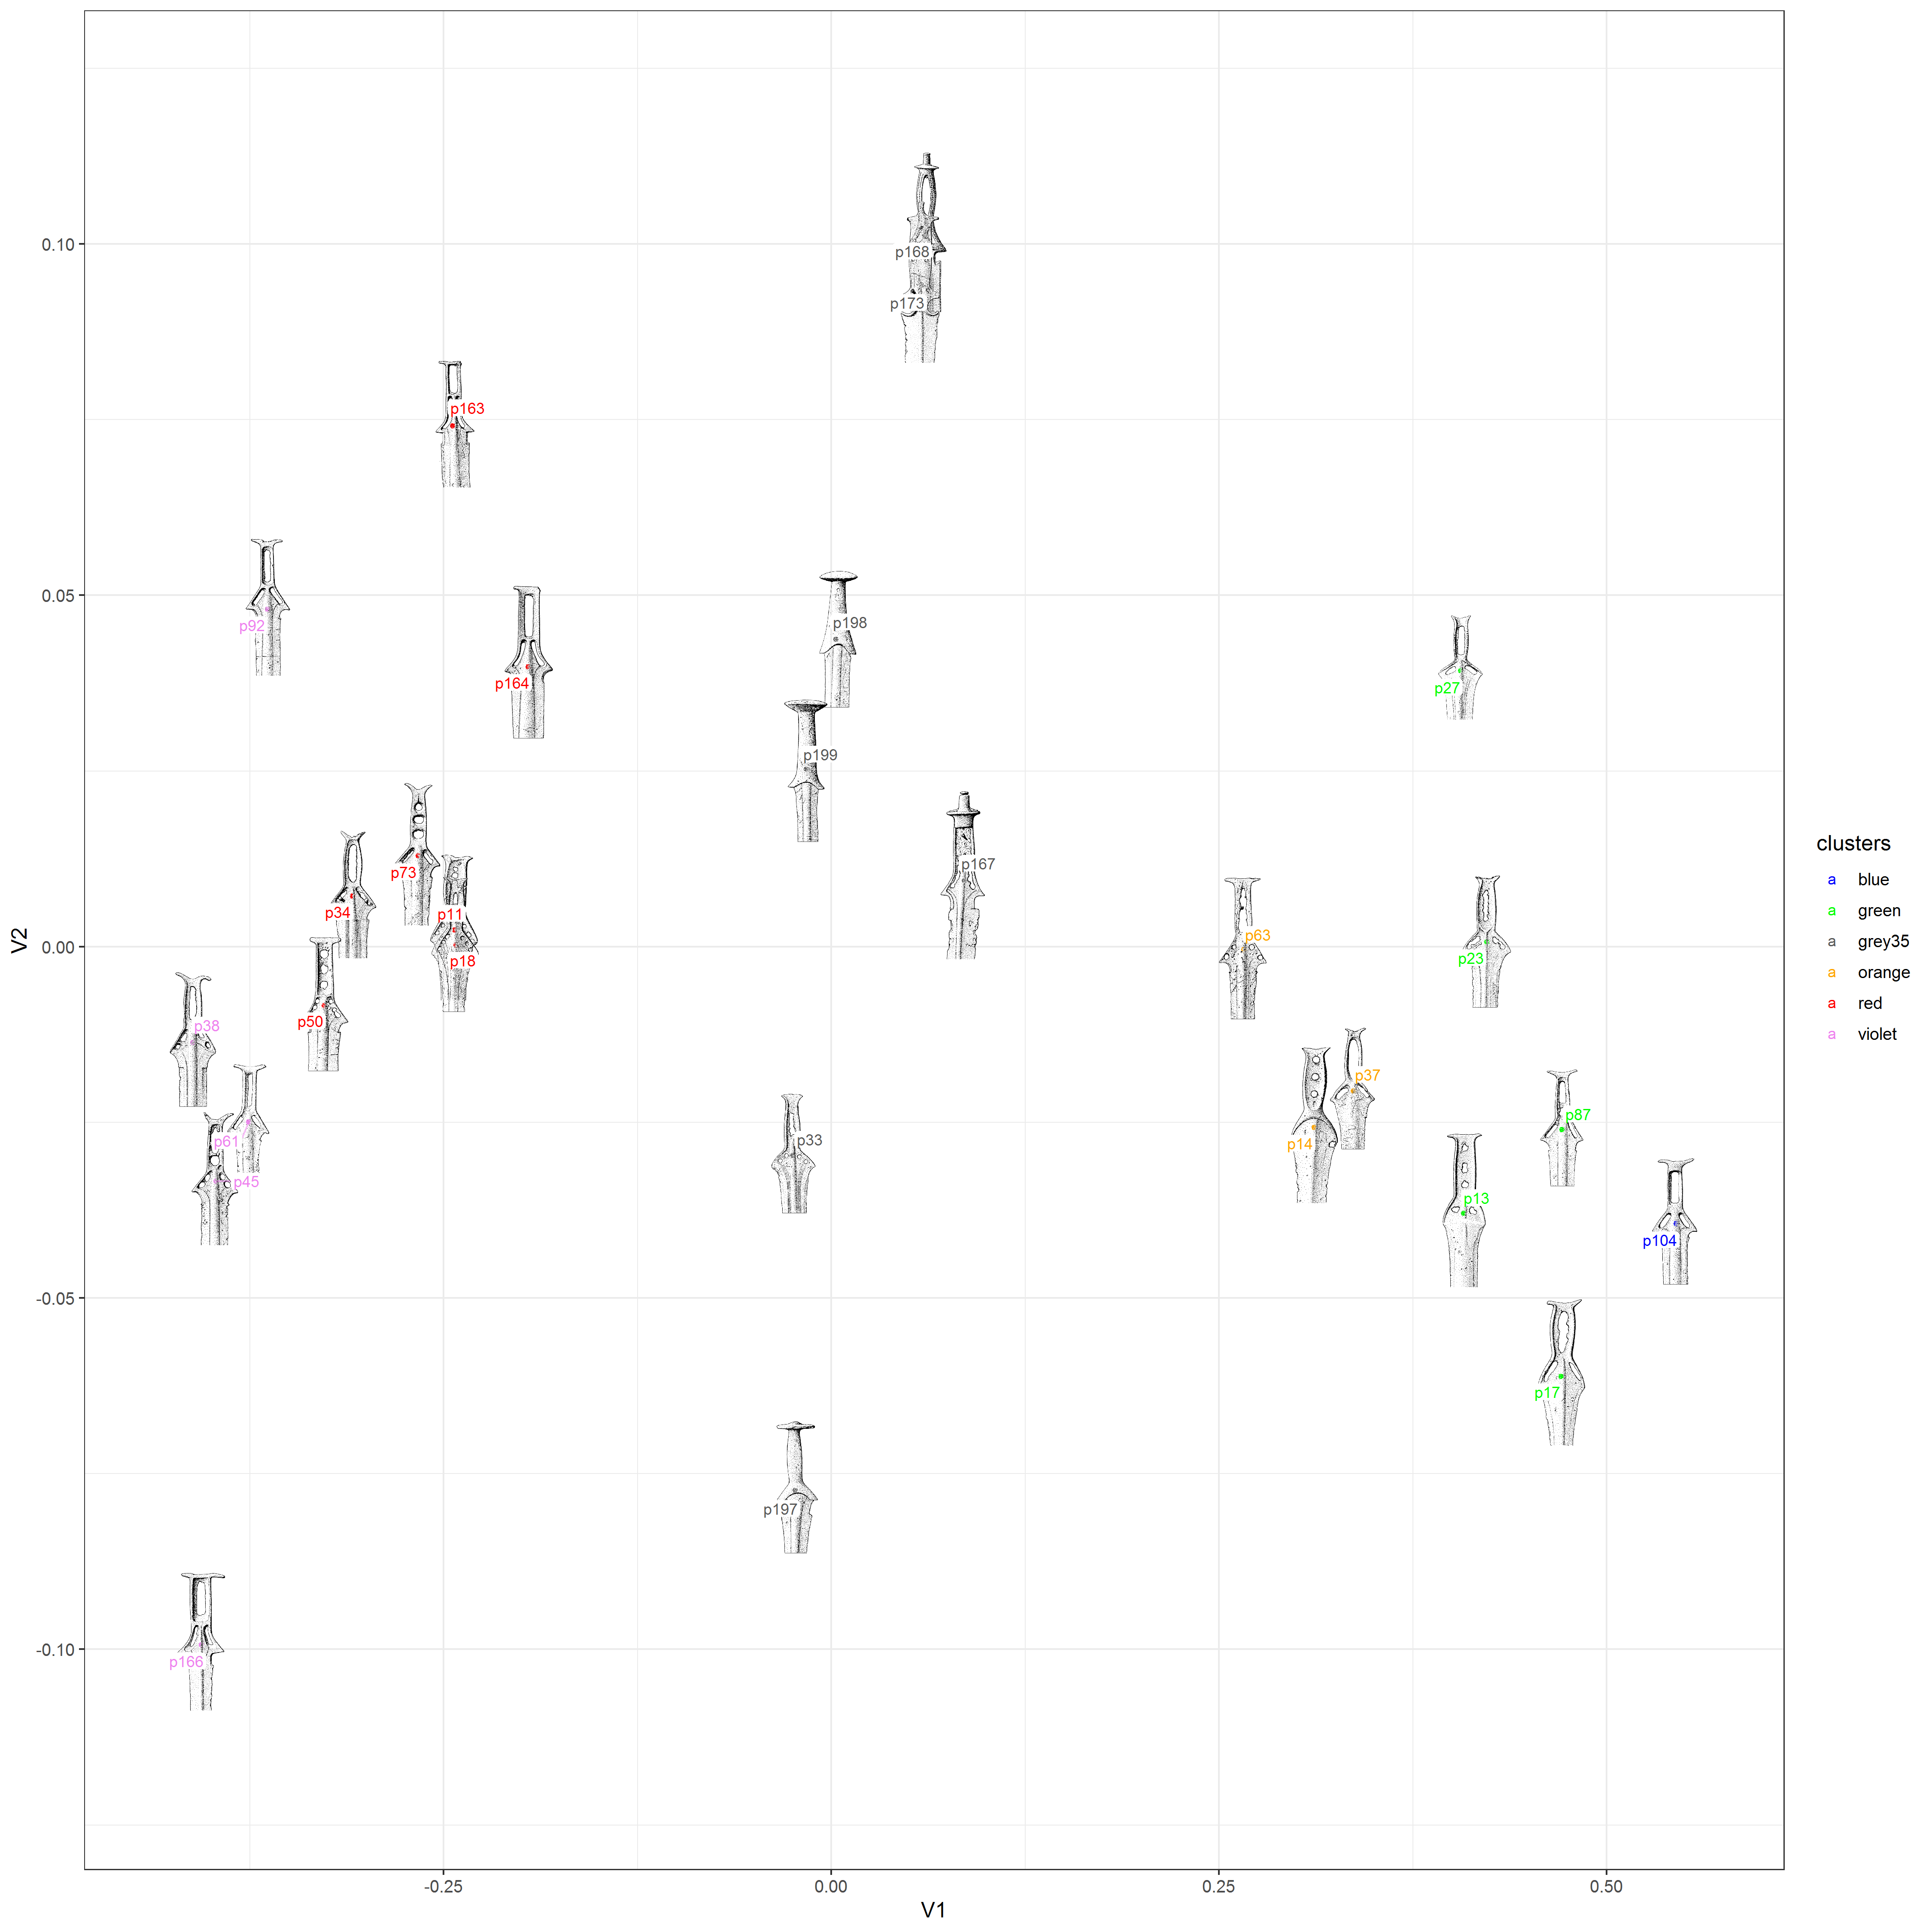 0.10
0.05
0.00
-0.05
-0.10
V2
p168
p173
p163
p92
p164
p198
p27
p199
p73
p167
p34
p11
p18
p63
p23
p50
p38
p61
p45
p33
p37
p14
p87
p13
p104
p17
p197
p166
-0.25
0.00
0.25
0.50
V1
clusters
a blue
a green
a grey35
a orange
a red
a violet